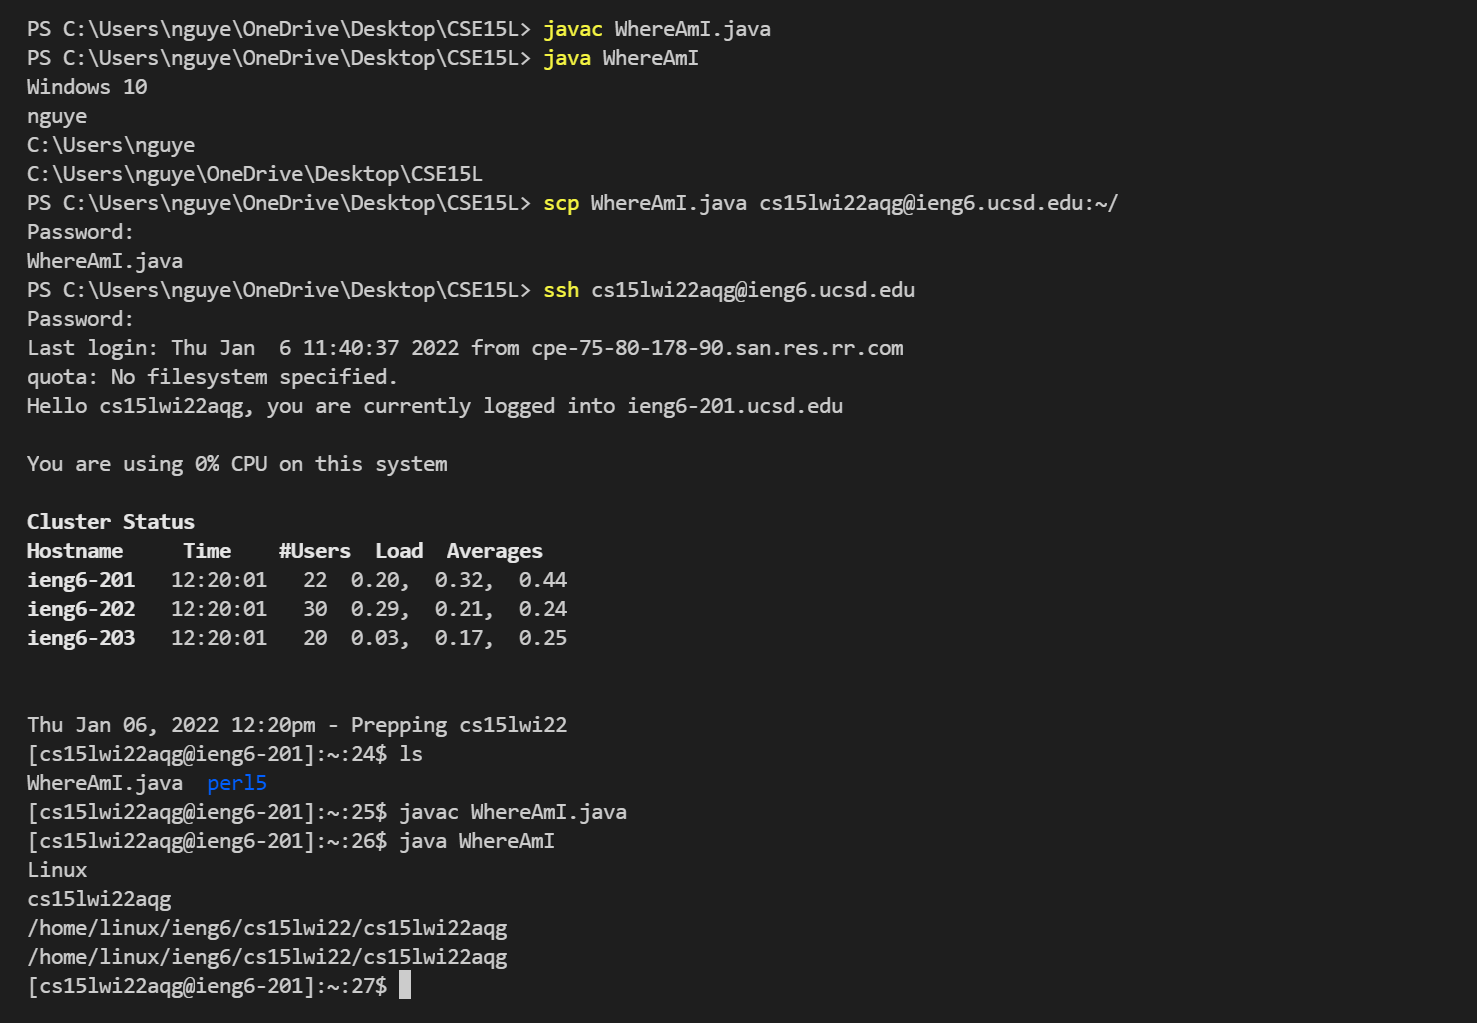 PS C:\Users\nguye\OneDrive\Desktop\CSE15L> javac WhereAmI.java
PS C:\Users\nguye\OneDrive\Desktop\CSE15L> java WhereAmI
Windows 10
nguye
C:\Users\nguye
C:\Users\nguye\OneDrive\Desktop\CSE15L
PS C:\Users\nguye\OneDrive\Desktop\CSE15L> scp WhereAmI.java cs15lwi22aqg@ieng6.ucsd.edu:~/
Password:
WhereAmI.java
PS C:\Users\nguye\OneDrive\Desktop\CSE15L> ssh cs15lwi22aqg@ieng6.ucsd.edu
Password:
Last login: Thu Jan  6 11:40:37 2022 from cpe-75-80-178-90.san.res.rr.com
quota: No filesystem specified.
Hello cs15lwi22aqg, you are currently logged into ieng6-201.ucsd.edu
You are using 0% CPU on this system
Cluster Status
Hostname     Time    #Users  Load  Averages
ieng6-201   12:20:01   22  0.20,  0.32,  0.44
ieng6-202   12:20:01   30  0.29,  0.21,  0.24
ieng6-203   12:20:01   20  0.03,  0.17,  0.25
Thu Jan 06, 2022 12:20pm - Prepping cs15lwi22
[cs15lwi22aqg@ieng6-201]:~:24$ ls
WhereAmI.java  perl5
[cs15lwi22aqg@ieng6-201]:~:25$ javac WhereAmI.java
[cs15lwi22aqg@ieng6-201]:~:26$ java WhereAmI
Linux
cs15lwi22aqg
/home/linux/ieng6/cs15lwi22/cs15lwi22aqg
/home/linux/ieng6/cs15lwi22/cs15lwi22aqg
[cs15lwi22aqg@ieng6-201]:~:27$